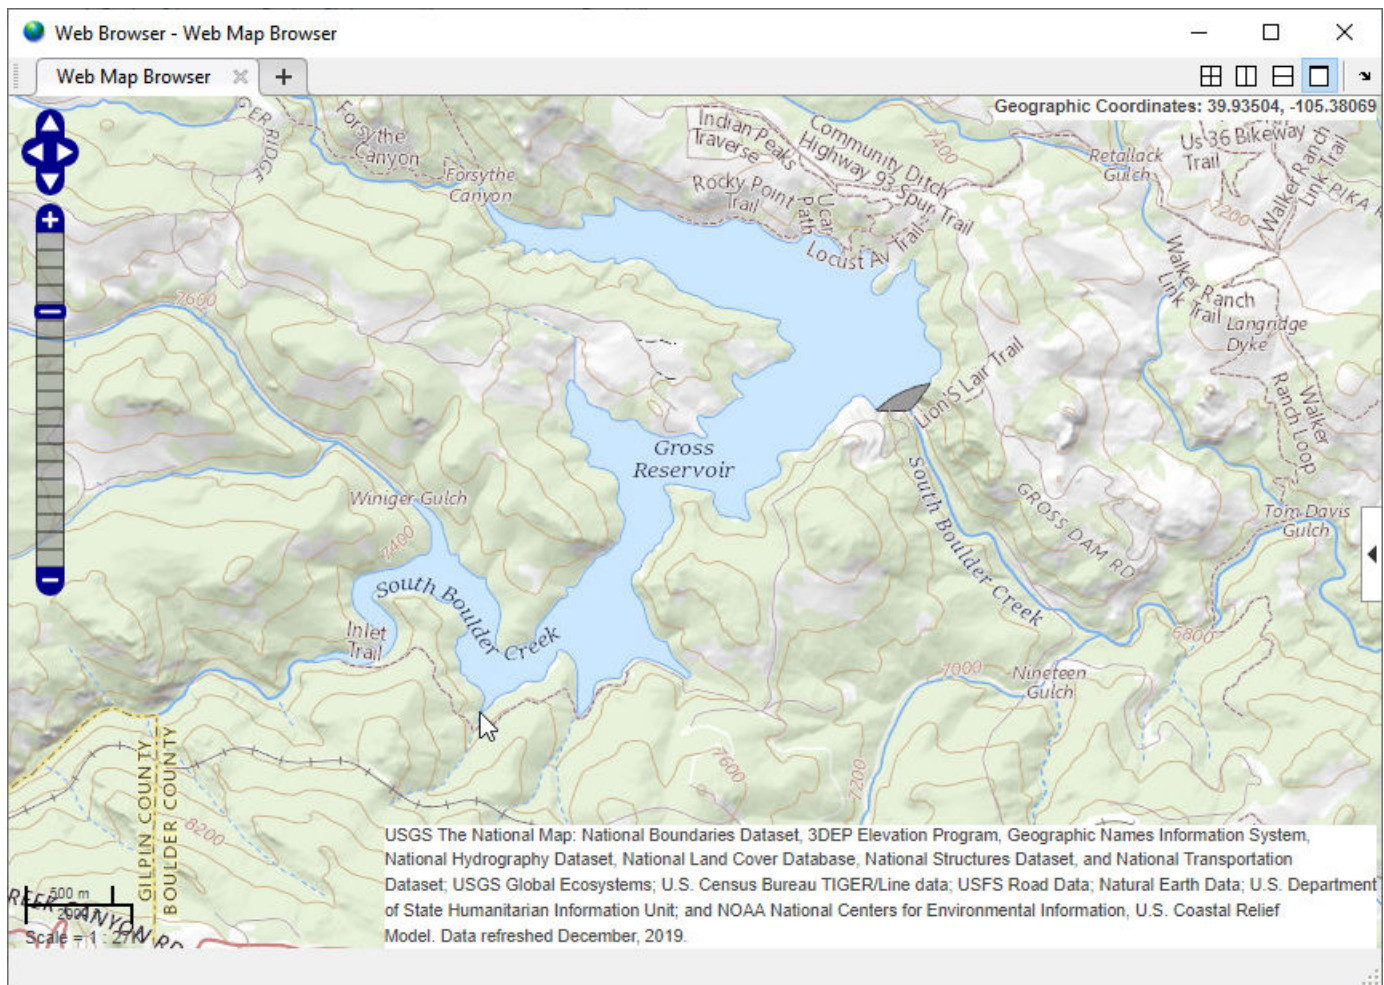 Web Browser - Web Map Browser
Web Map Browser
Geographic Coordinates: 39.93504, -105.38069
GER RIDGE
Forsythe
Canyon
Forsythe
Canyon
Indian Peaks
Traverse
Community Ditch
Highway 93 Spur Trail
7400
Retallack
Gulch
Us 36 Bikeway
Trail
Walker Ranch
Link Trail
PIKA R
7200
Rocky Point
Trail
Ucar
Path
Locust Av
Trail
Walker Ranch
Link Trail
Langridge
Dyke
7600
Lion'S Lair Trail
Walker
Ranch Loop
Gross
Reservoir
Winiger Gulch
7400
South Boulder Creek
GROSS DAM RD
Tom Davis
Gulch
South Boulder Creek
Inlet
Trail
6800
7000
Nineteen
Gulch
7600
7200
GILPIN COUNTY
BOULDER COUNTY
8200
500 m
Scale = 1 : 27K
CANYON RD
USGS The National Map: National Boundaries Dataset, 3DEP Elevation Program, Geographic Names Information System,
National Hydrography Dataset, National Land Cover Database, National Structures Dataset, and National Transportation
Dataset; USGS Global Ecosystems; U.S. Census Bureau TIGER/Line data; USFS Road Data; Natural Earth Data; U.S. Department
of State Humanitarian Information Unit; and NOAA National Centers for Environmental Information, U.S. Coastal Relief
Model. Data refreshed December, 2019.